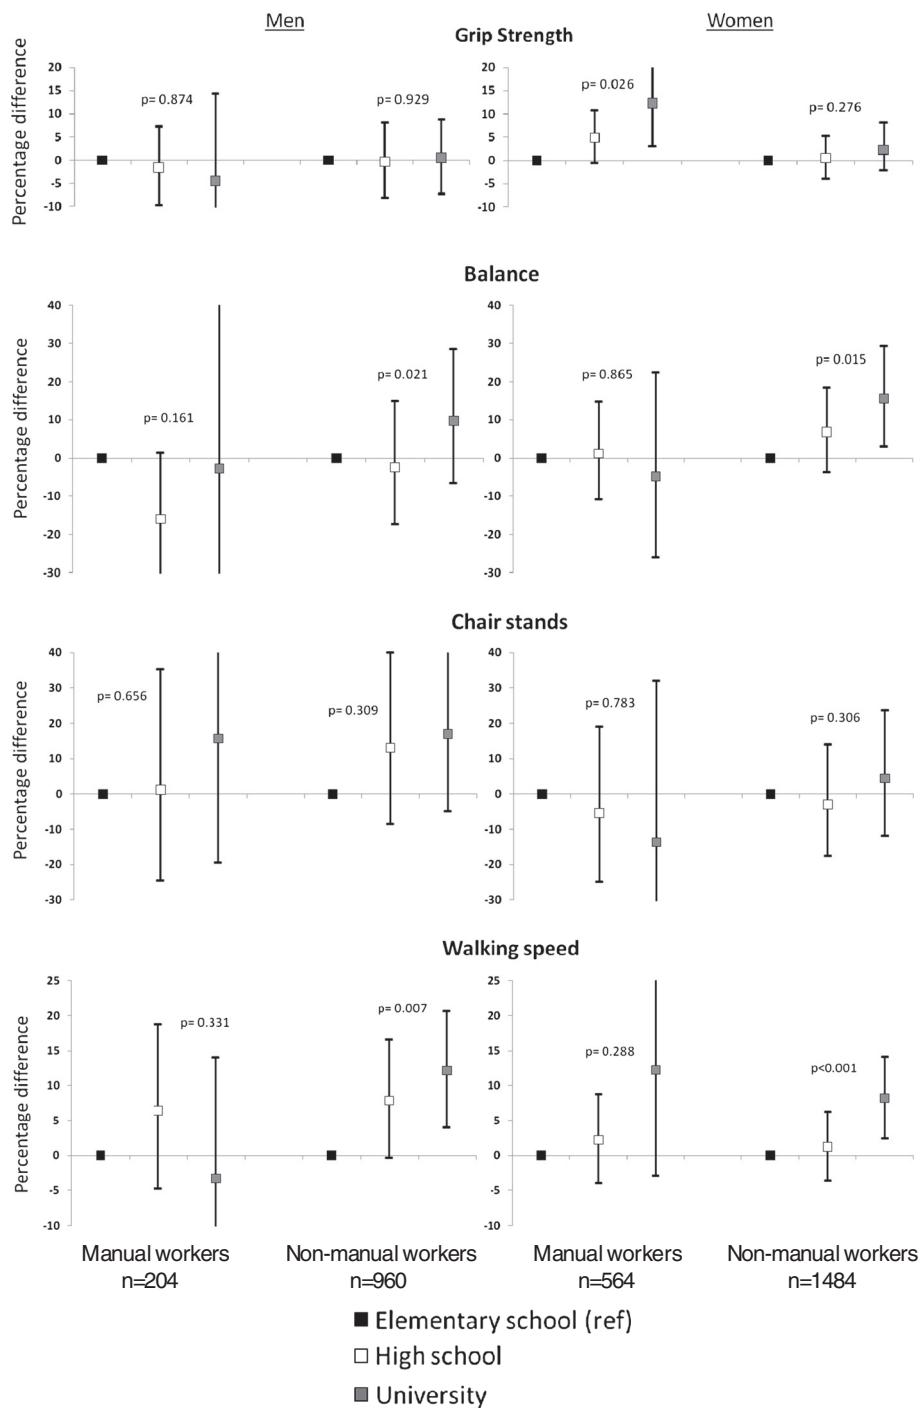 Men
Women
Grip Strength
Percentage difference
20
15
10
5
0
-5
-10
p= 0.874
p= 0.929
20
15
10
5
0
-5
-10
p= 0.026
p= 0.276
Balance
Percentage difference
40
30
20
10
0
-10
-20
-30
p= 0.161
p= 0.021
40
30
20
10
0
-10
-20
-30
p= 0.865
p= 0.015
Chair stands
Percentage difference
40
30
20
10
0
-10
-20
-30
p= 0.656
p= 0.309
40
30
20
10
0
-10
-20
-30
p= 0.783
p= 0.306
Walking speed
Percentage difference
25
20
15
10
5
0
-5
-10
p= 0.331
p= 0.007
25
20
15
10
5
0
-5
-10
p= 0.288
p<0.001
Manual workers
n=204
Non-manual workers
n=960
Manual workers
n=564
Non-manual workers
n=1484
Elementary school (ref)
High school
University